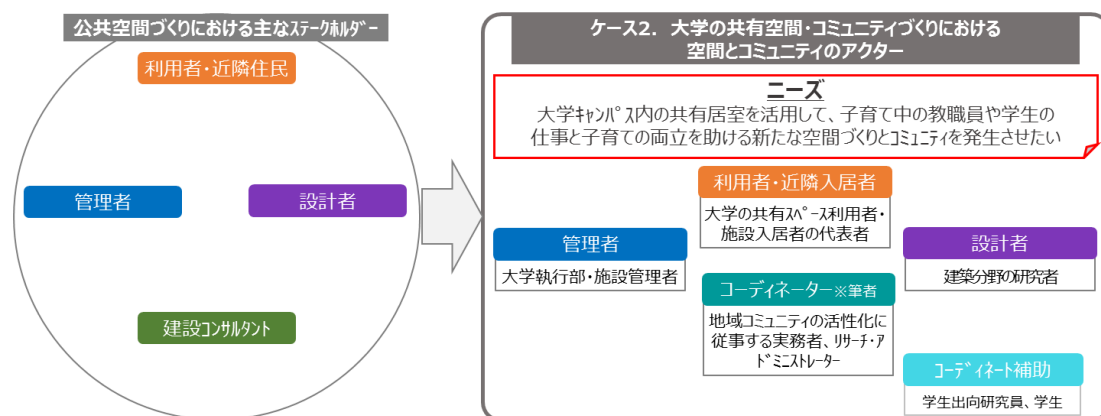 公共空間づくりにおける主なｽﾃｰｸﾎﾙﾀﾞｰ
利用者・近隣住民
管理者
設計者
建設ｺﾝｻﾙﾀﾝﾄ
ケース2．大学の共有空間・コミュニティづくりにおける
空間とコミュニティのアクター
ニーズ
大学ｷｬﾝﾊﾟｽ内の共有居室を活用して、子育て中の教職員や学生の
仕事と子育ての両立を助ける新たな空間づくりとｺﾐｭﾆﾃｨを発生させたい
利用者・近隣入居者
大学の共有ｽﾍﾟｰｽ利用者・
施設入居者の代表者
管理者
大学執行部・施設管理者
設計者
建築分野の研究者
コーディネーター※筆者
地域コミュニティの活性化に
従事する実務者、ﾘｻｰﾁ・ｱ
ﾄﾞﾐﾆｽﾄﾚｰﾀｰ
ｺｰﾃﾞｨﾈｰﾄ補助
学生出向研究員、学生